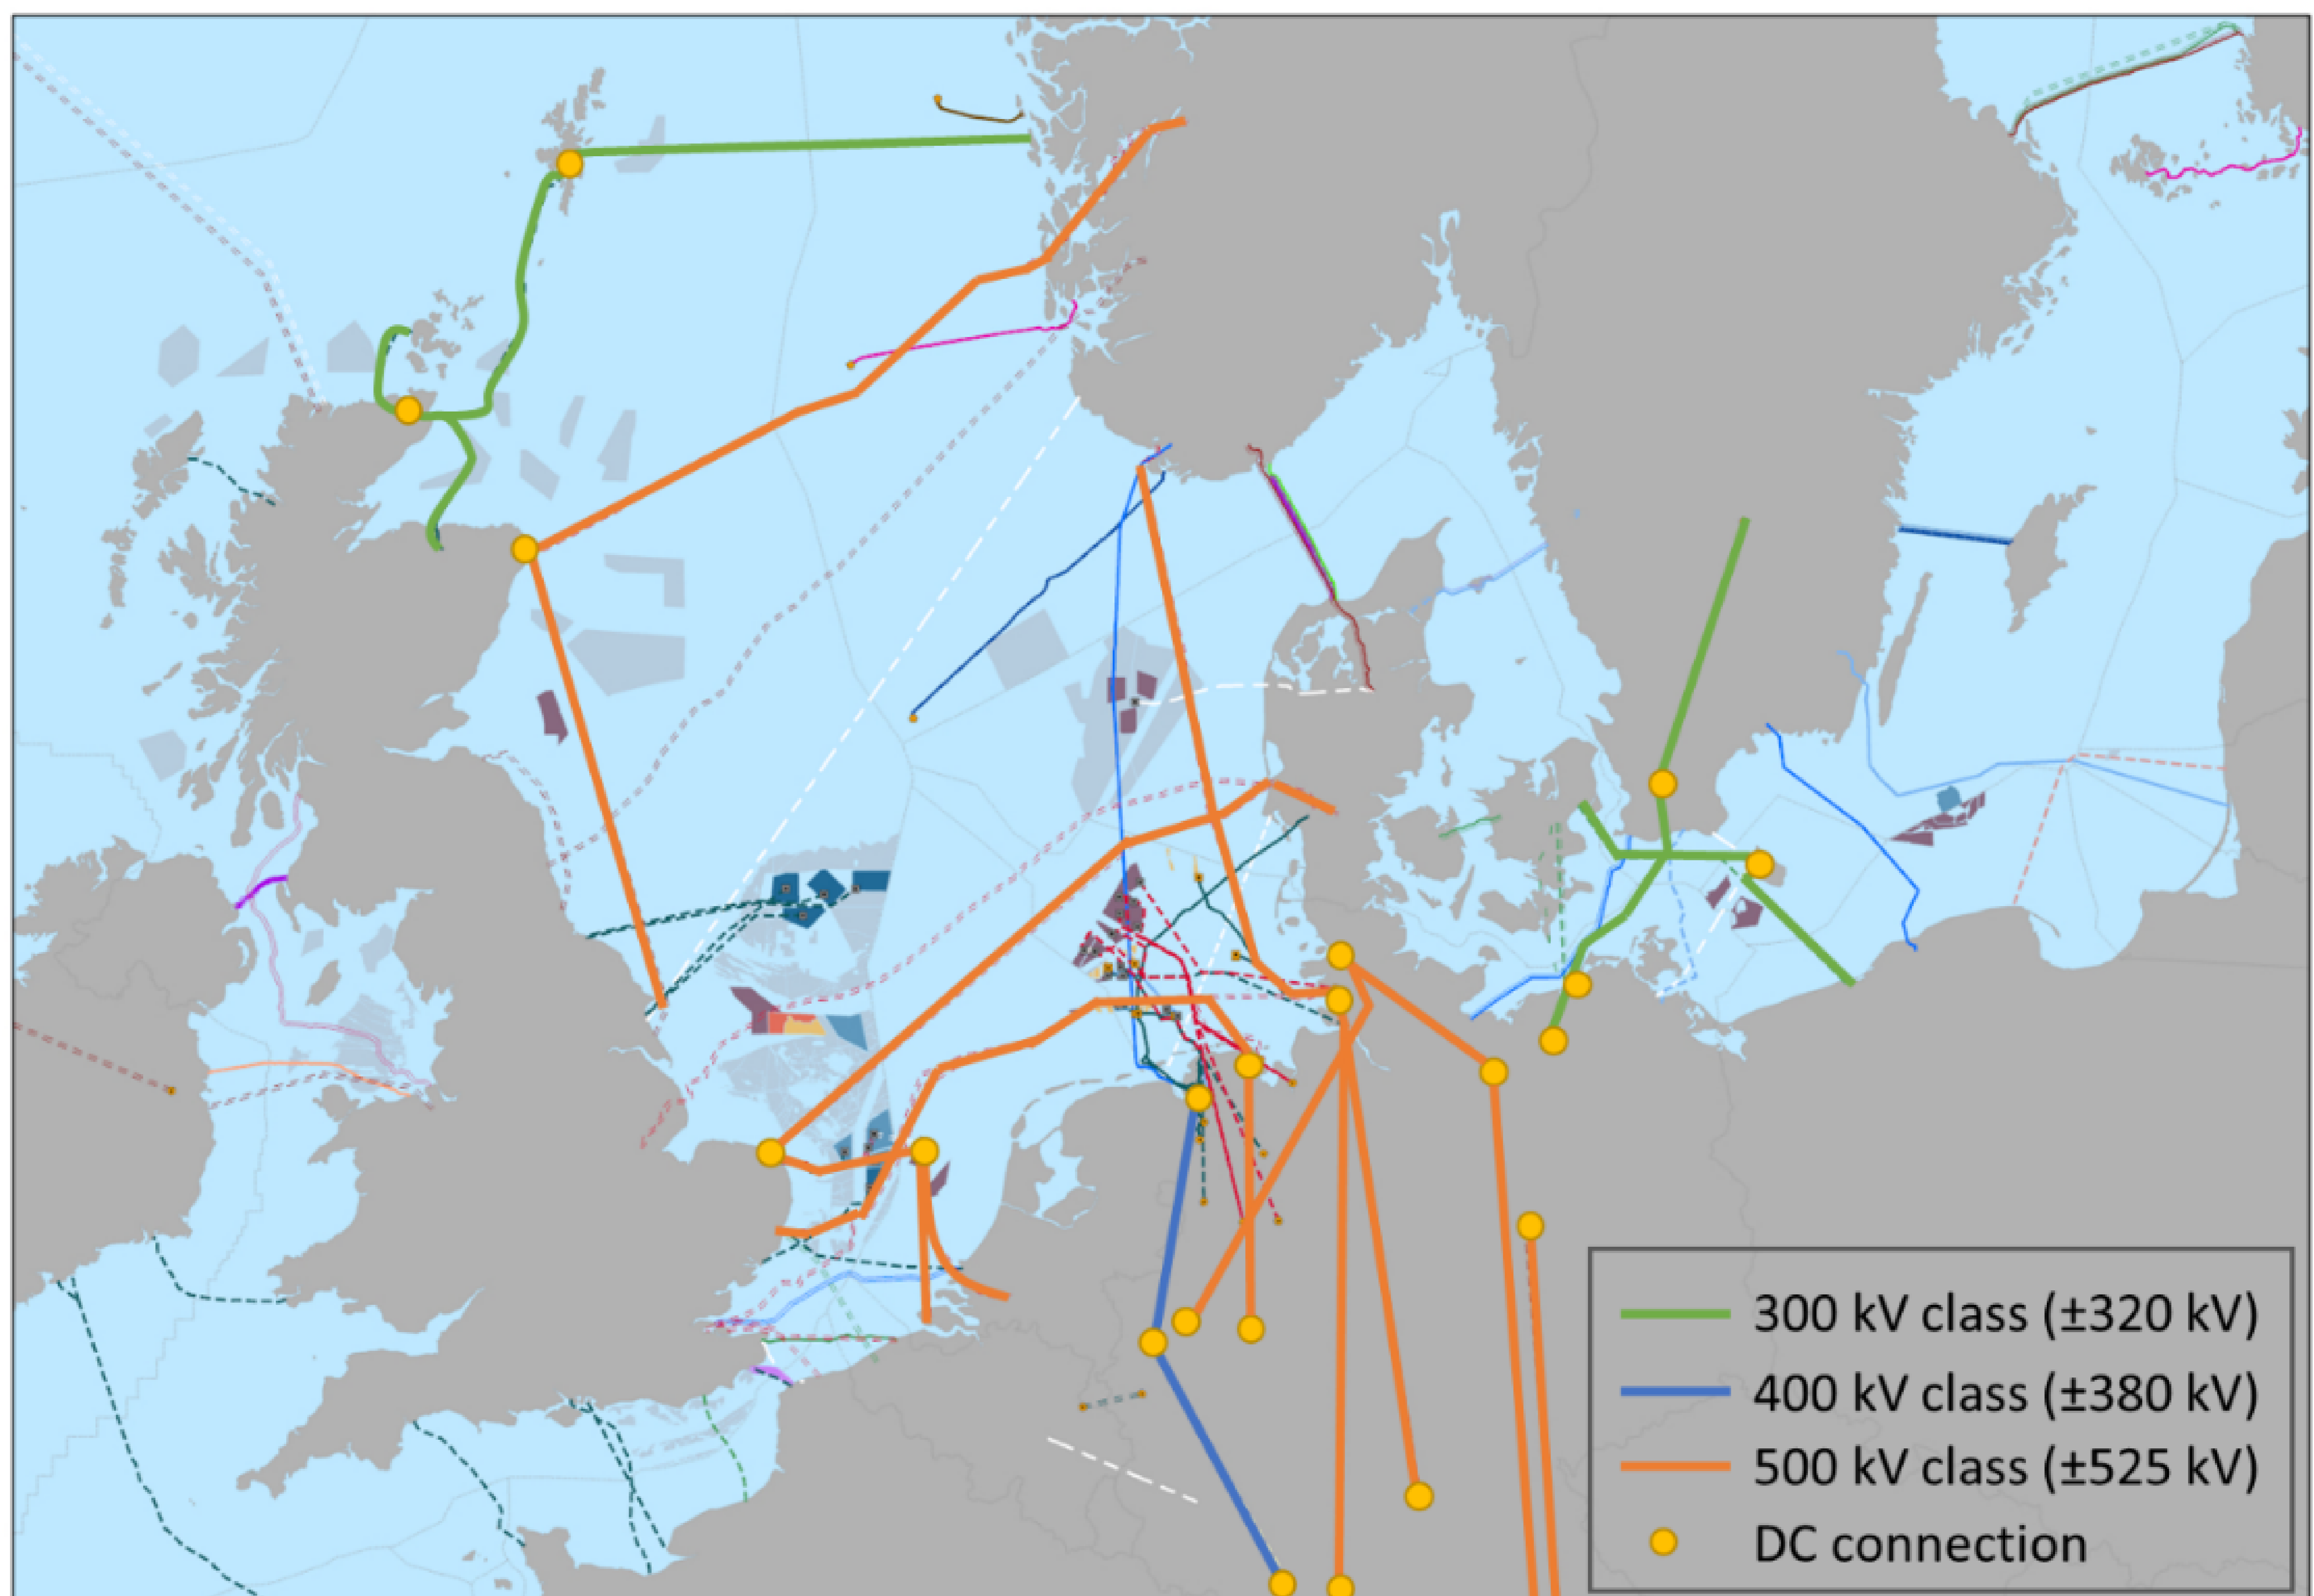 300 kV class (±320 kV)
400 kV class (±380 kV)
500 kV class (±525 kV)
DC connection